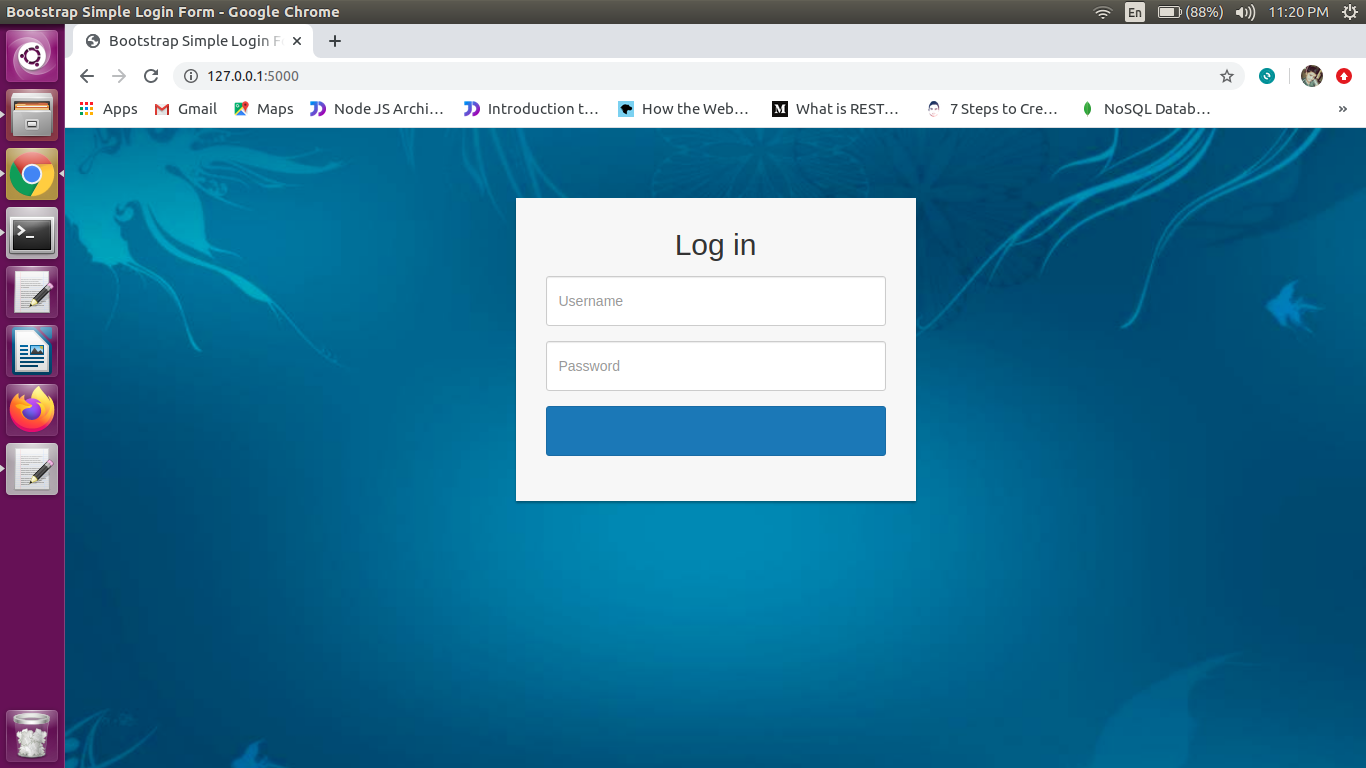 Bootstrap Simple Login Form - Google Chrome
En (88%) 11:20 PM
Bootstrap Simple Login F
127.0.0.1:5000
Apps Gmail Maps Node JS Archi... Introduction t... How the Web... M What is REST... 7 Steps to Cre... NoSQL Datab... »
Log in
Username
Password